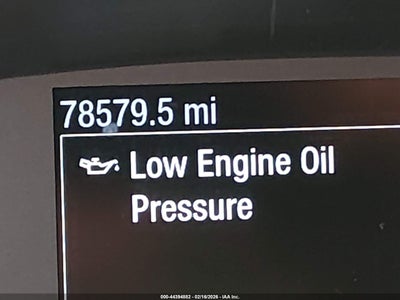 78579.5 mi
Low Engine Oil
Pressure
000-44394882 - 02/18/2026 - IAA Inc.